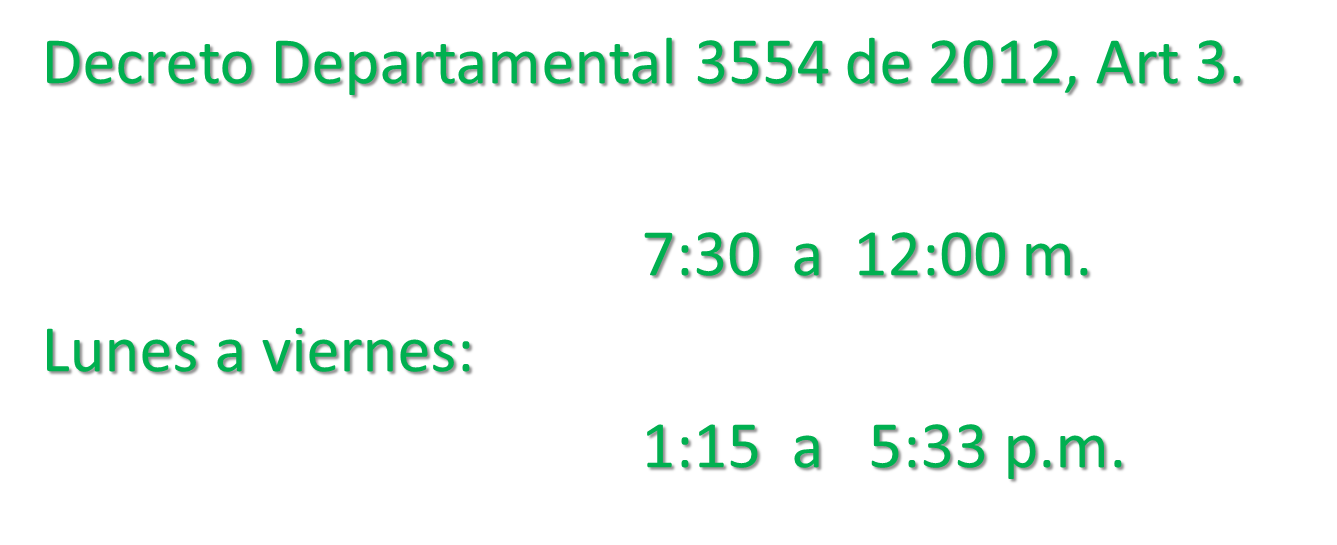 Decreto Departamental 3554 de 2012, Art 3.
7:30 a 12:00 m.
Lunes a viernes:
1:15 a 5:33 p.m.